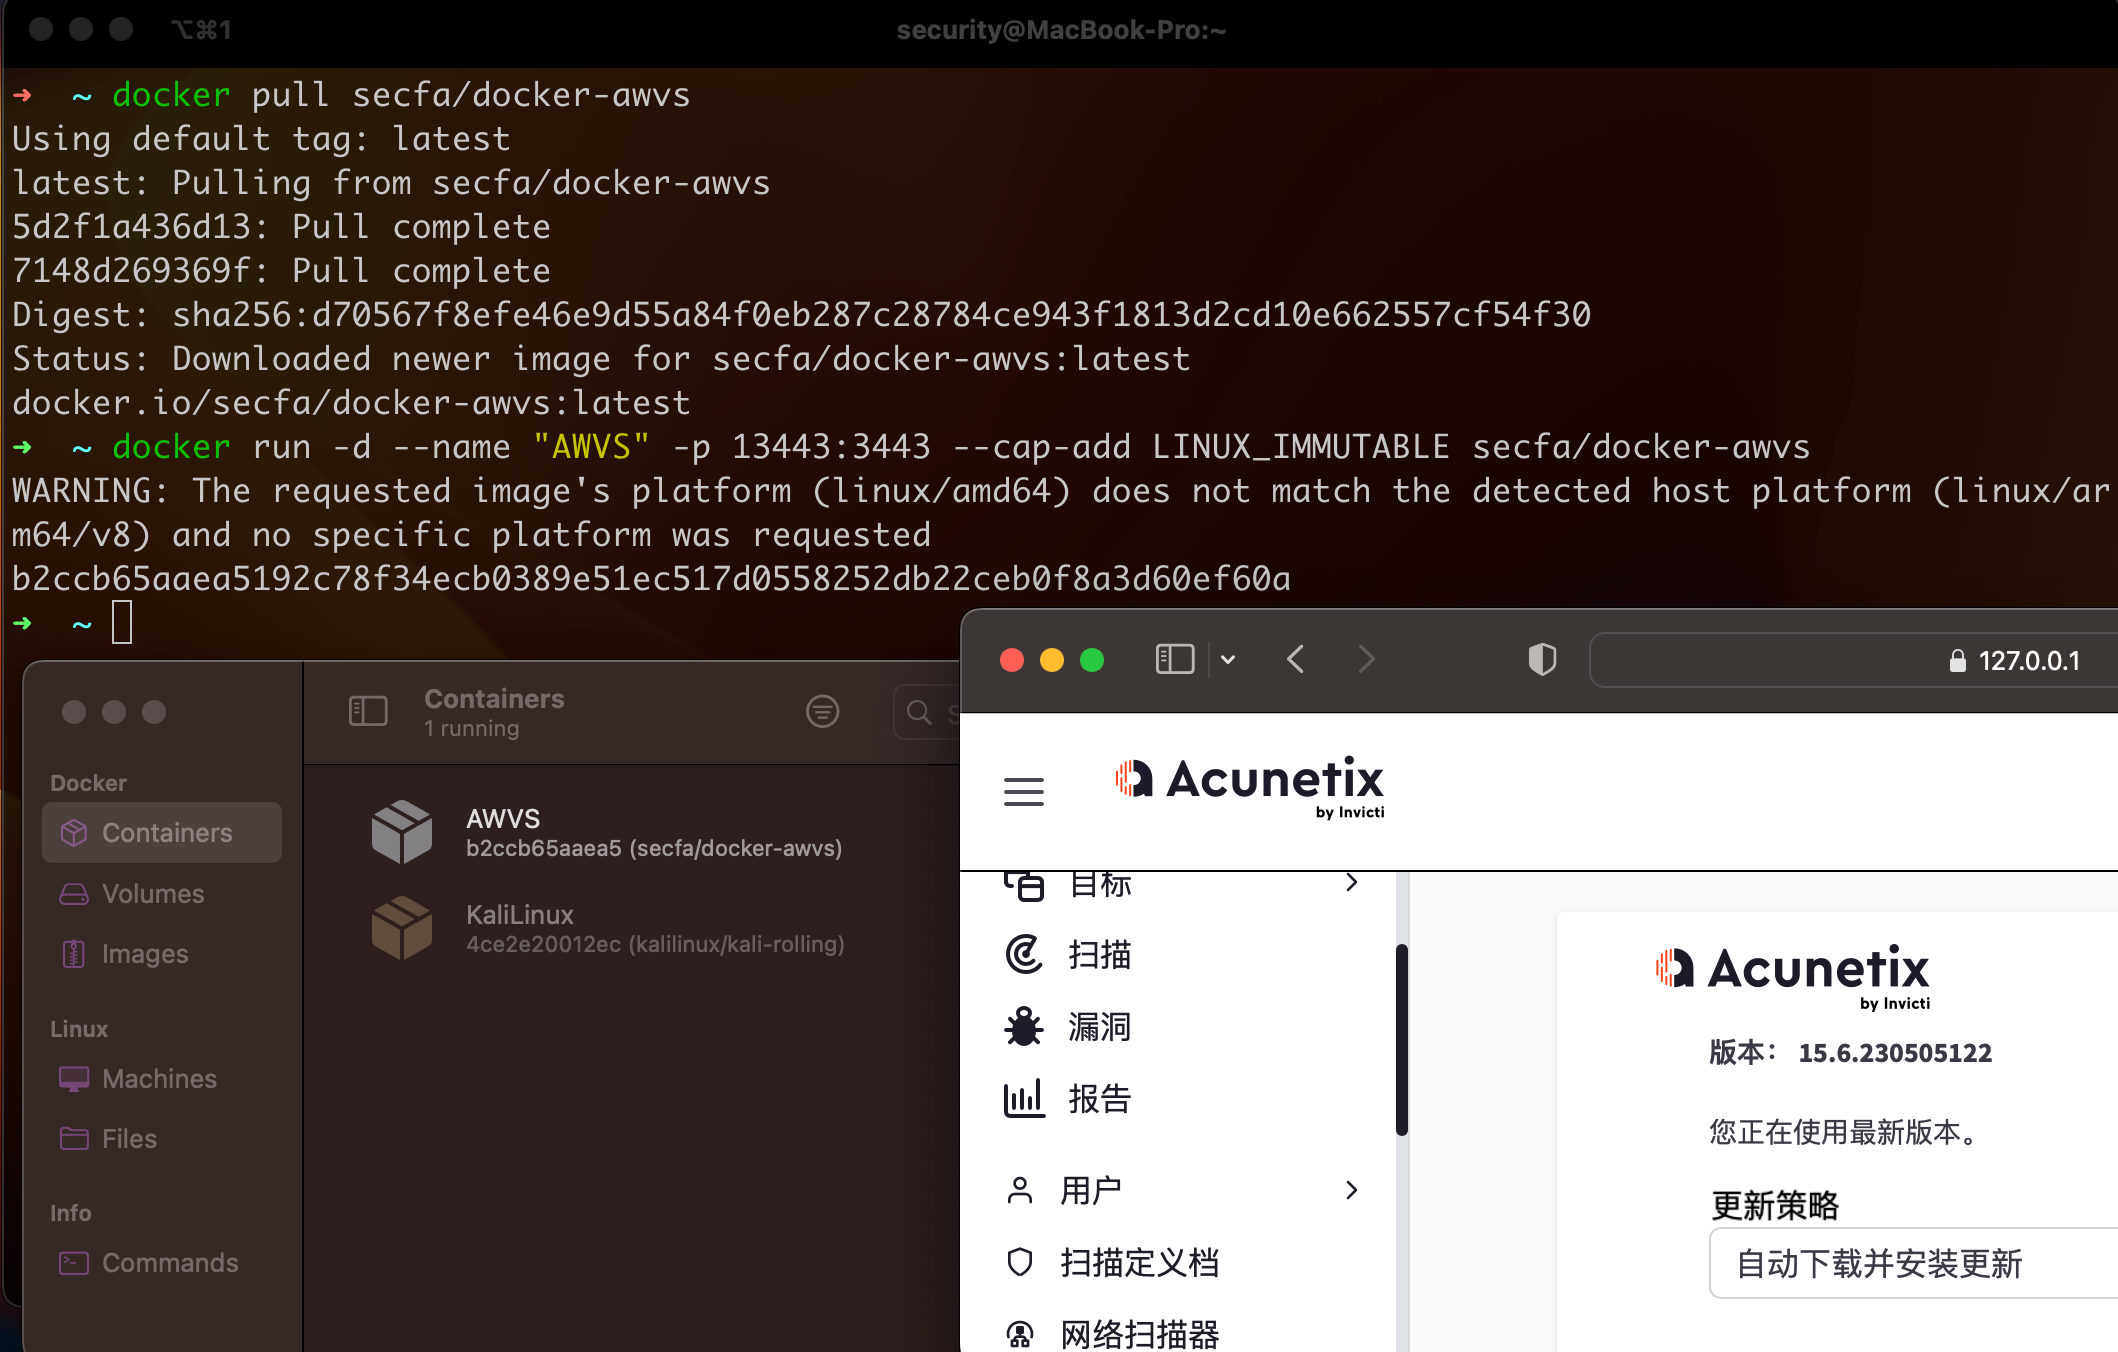 ⌥⌘1
security@MacBook-Pro:~
➜ ~ docker pull secfa/docker-awvs
Using default tag: latest
latest: Pulling from secfa/docker-awvs
5d2f1a436d13: Pull complete
7148d269369f: Pull complete
Digest: sha256:d70567f8efe46e9d55a84f0eb287c28784ce943f1813d2cd10e662557cf54f30
Status: Downloaded newer image for secfa/docker-awvs:latest
docker.io/secfa/docker-awvs:latest
➜ ~ docker run -d --name "AWVS" -p 13443:3443 --cap-add LINUX_IMMUTABLE secfa/docker-awvs
WARNING: The requested image's platform (linux/amd64) does not match the detected host platform (linux/ar
m64/v8) and no specific platform was requested
b2ccb65aaea5192c78f34ecb0389e51ec517d0558252db22ceb0f8a3d60ef60a
➜ ~
Docker
Containers
Volumes
Images
Linux
Machines
Files
Info
Commands
Containers
1 running
AWVS
b2ccb65aaea5 (secfa/docker-awvs)
KaliLinux
4ce2e20012ec (kalilinux/kali-rolling)
127.0.0.1
Acunetix
by Invicti
目标
扫描
漏洞
报告
用户
扫描定义档
网络扫描器
Acunetix
by Invicti
版本： 15.6.230505122
您正在使用最新版本。
更新策略
自动下载并安装更新